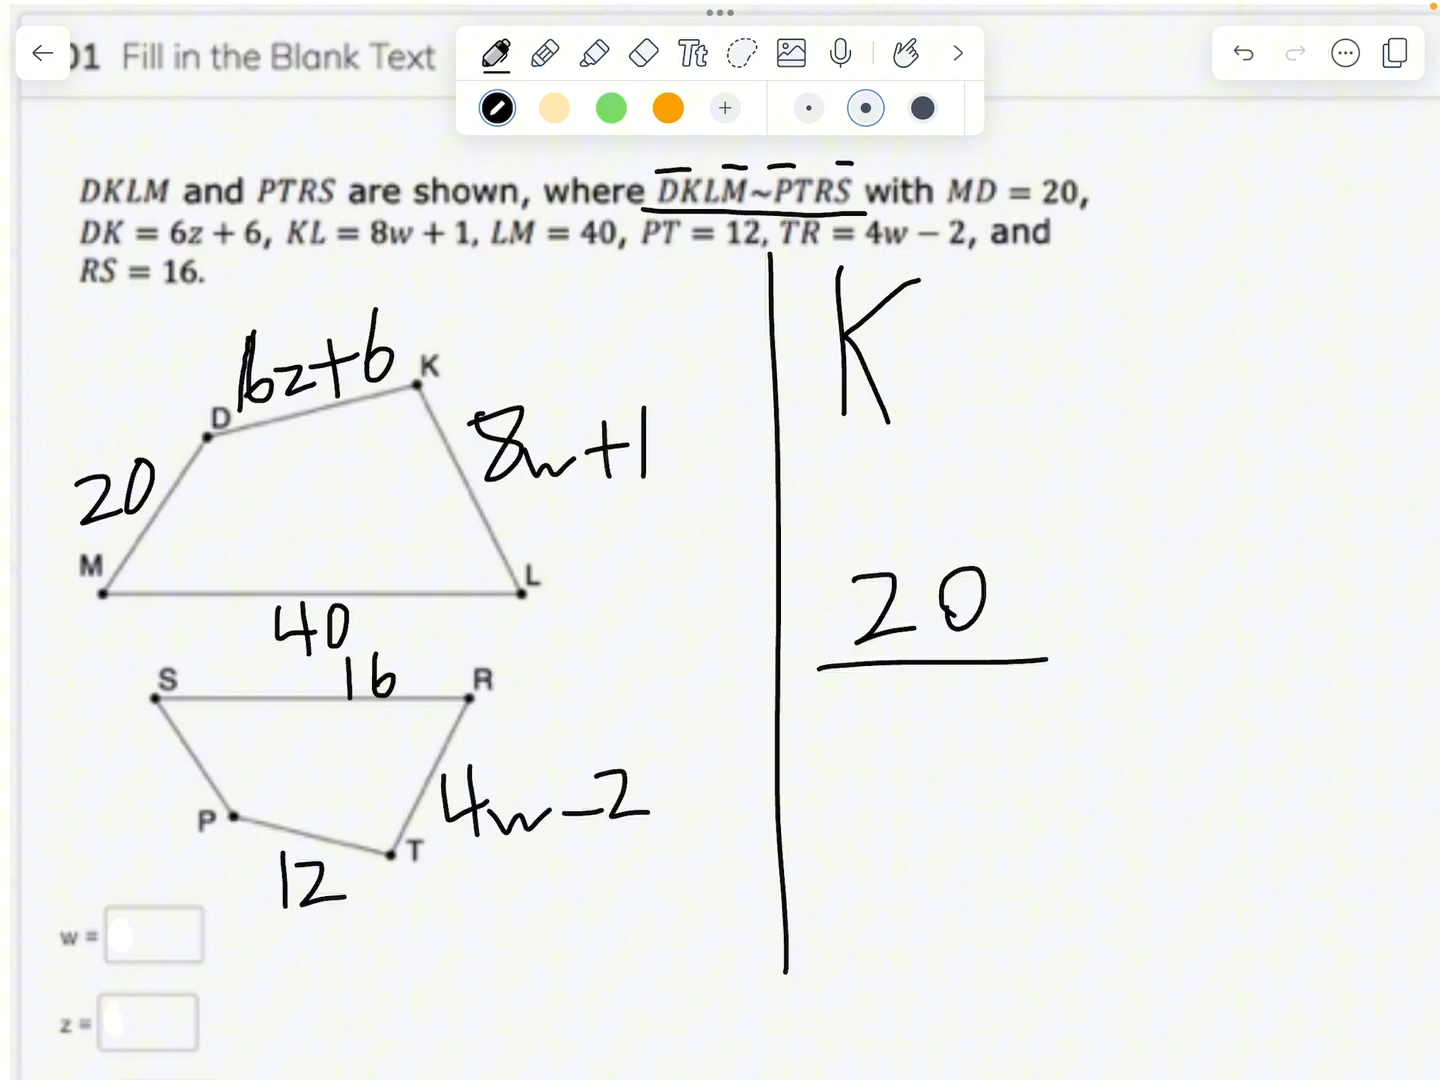 01 Fill in the Blank Text
Tt
DKLM and PTRS are shown, where DKLM~PTRS with MD = 20,
DK = 6z + 6, KL = 8w + 1, LM = 40, PT = 12, TR = 4w − 2, and
RS = 16.
K
6z+6
K
D
8w+1
20
M
L
20
40
16
S
R
4w-2
P
T
12
w =
z =